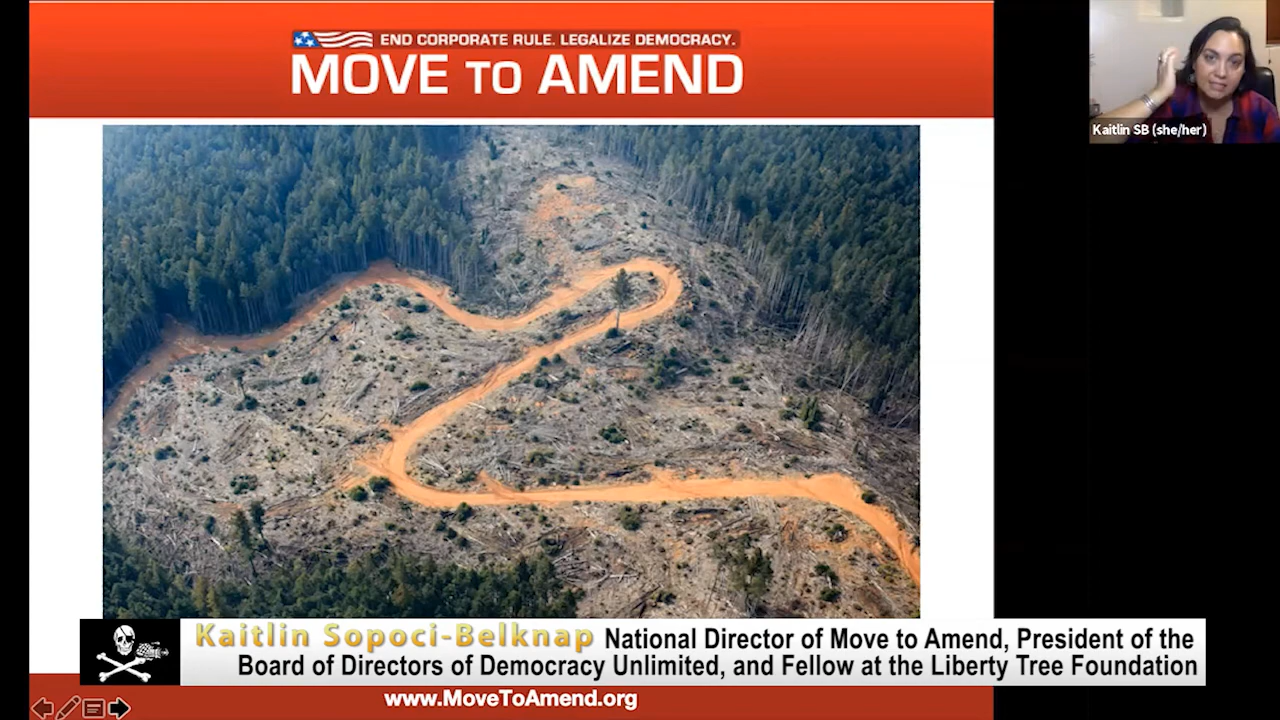 END CORPORATE RULE. LEGALIZE DEMOCRACY.
MOVE TO AMEND
Kaitlin SB (she/her)
Kaitlin Sopoci-Belknap National Director of Move to Amend, President of the
Board of Directors of Democracy Unlimited, and Fellow at the Liberty Tree Foundation
www.MoveToAmend.org